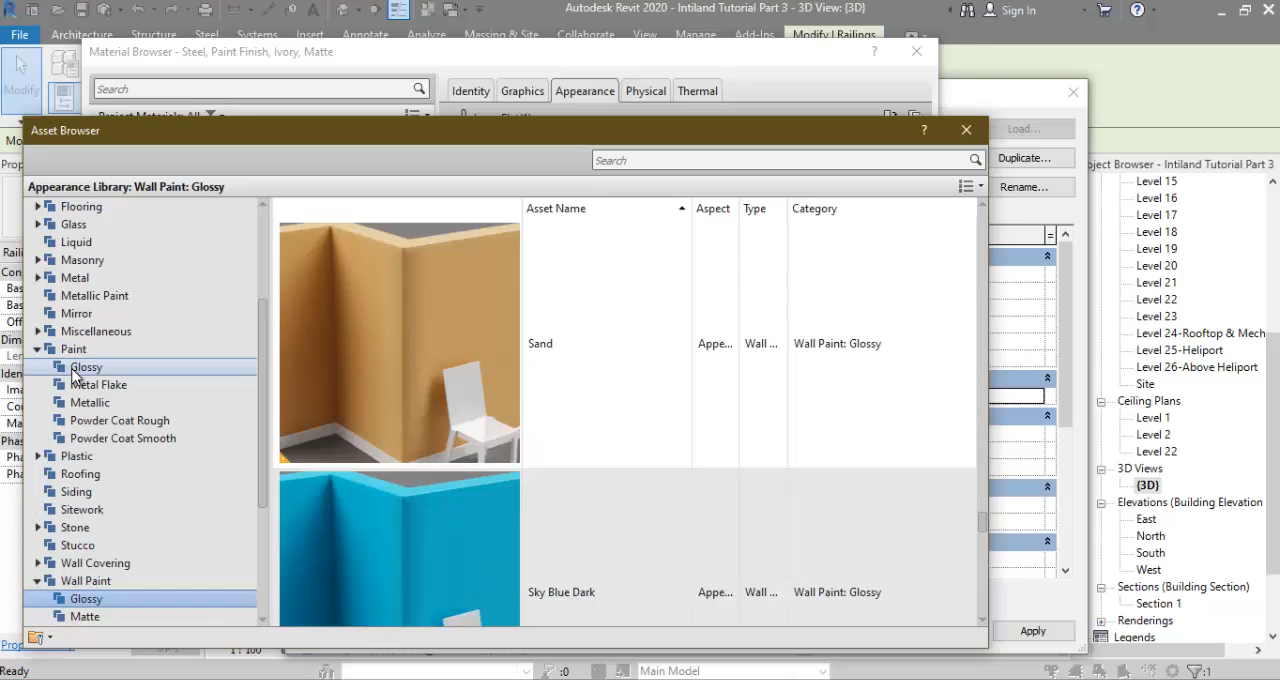 Autodesk Revit 2020 - Intiland Tutorial Part 3 - 3D View: {3D}
Sign In
File Architecture Structure Steel Systems Insert Annotate Analyze Massing & Site Collaborate View Manage Add-Ins Modify | Railings
Modify
Material Browser - Steel, Paint Finish, Ivory, Matte
Search
Identity Graphics Appearance Physical Thermal
Project Materials: All
Asset Browser
Search
Appearance Library: Wall Paint: Glossy
Flooring
Glass
Liquid
Masonry
Metal
Metallic Paint
Mirror
Miscellaneous
Paint
Glossy
Metal Flake
Metallic
Powder Coat Rough
Powder Coat Smooth
Plastic
Roofing
Siding
Sitework
Stone
Stucco
Wall Covering
Wall Paint
Glossy
Matte
Asset Name Aspect Type Category
Sand Appe... Wall ... Wall Paint: Glossy
Sky Blue Dark Appe... Wall ... Wall Paint: Glossy
Load...
Duplicate...
Rename...
=
Apply
ject Browser - Intiland Tutorial Part 3
Level 15
Level 16
Level 17
Level 18
Level 19
Level 20
Level 21
Level 22
Level 23
Level 24-Rooftop & Mech
Level 25-Heliport
Level 26-Above Heliport
Site
Ceiling Plans
Level 1
Level 2
Level 22
3D Views
{3D}
Elevations (Building Elevation
East
North
South
West
Sections (Building Section)
Section 1
Renderings
Legends
1 : 100
Ready
:0
Main Model
:1